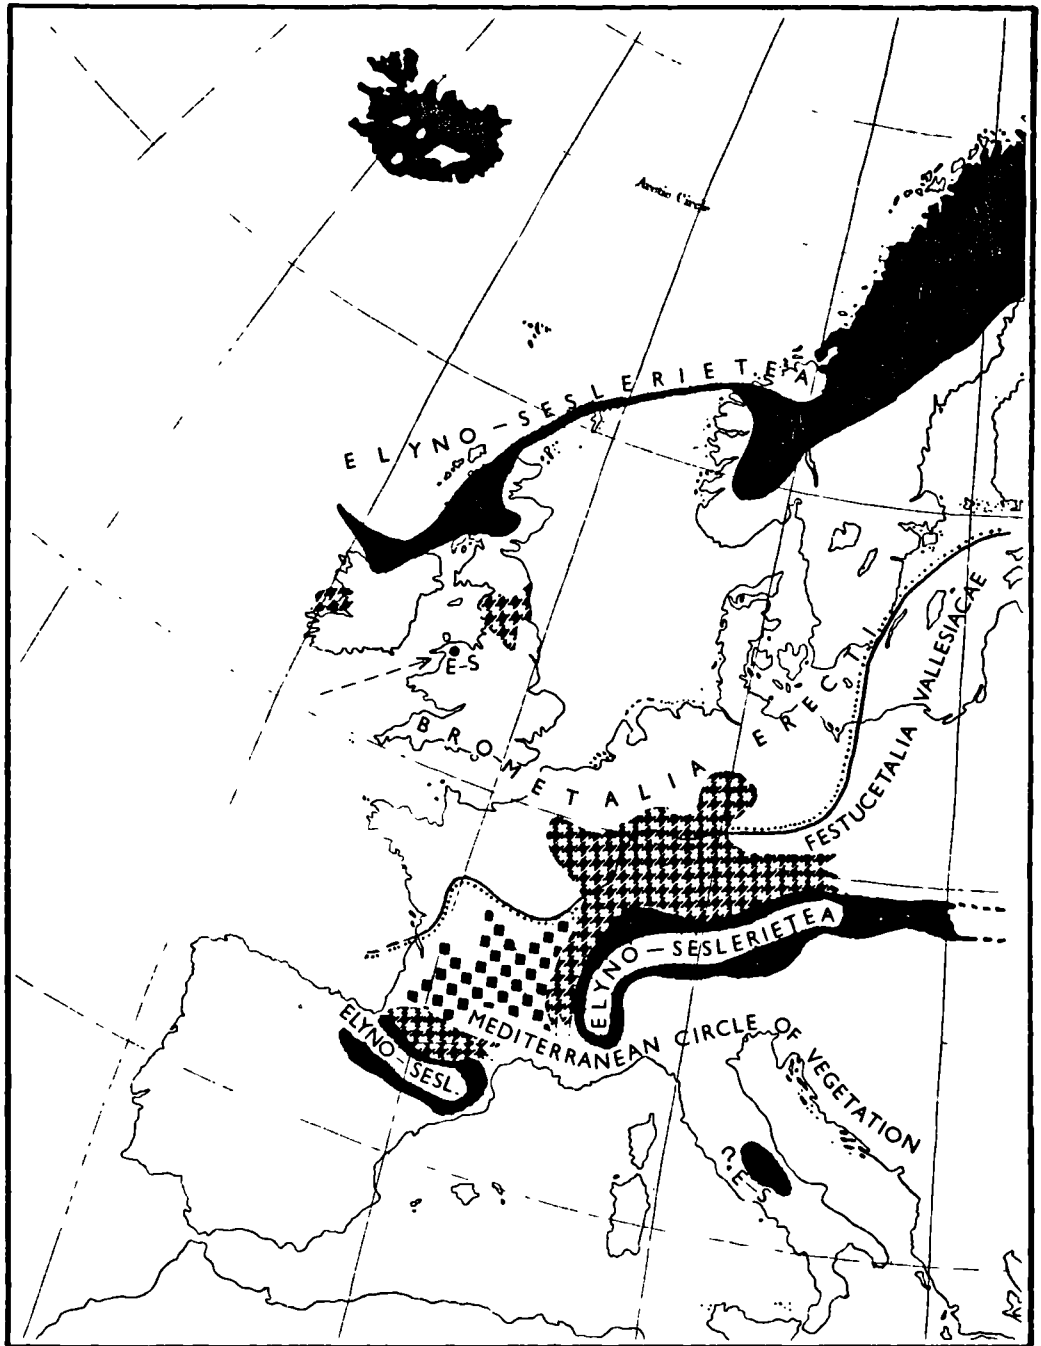 Arctic Circle
ELYNO-SESLERIETEA
E-S
BROMETALIA ERECTI
FESTUCETALIA VALLESIACAE
ELYNO-SESLERIETEA
ELYNO-SESL.
MEDITERRANEAN CIRCLE OF VEGETATION
?E-S